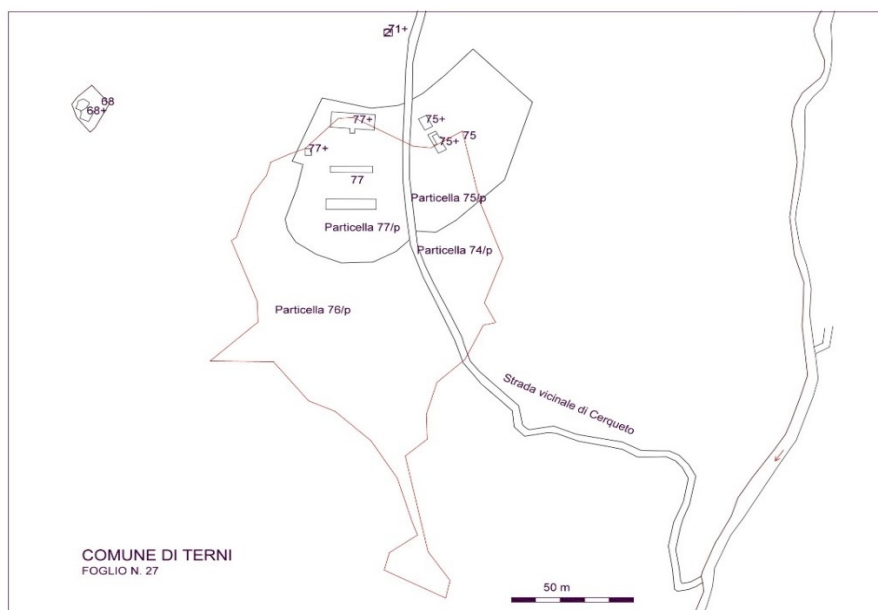 71+
68
68+
77+
75+
75
75+
77+
77
Particella 75/p
Particella 77/p
Particella 74/p
Particella 76/p
Strada vicinale di Cerqueto
COMUNE DI TERNI
FOGLIO N. 27
50 m